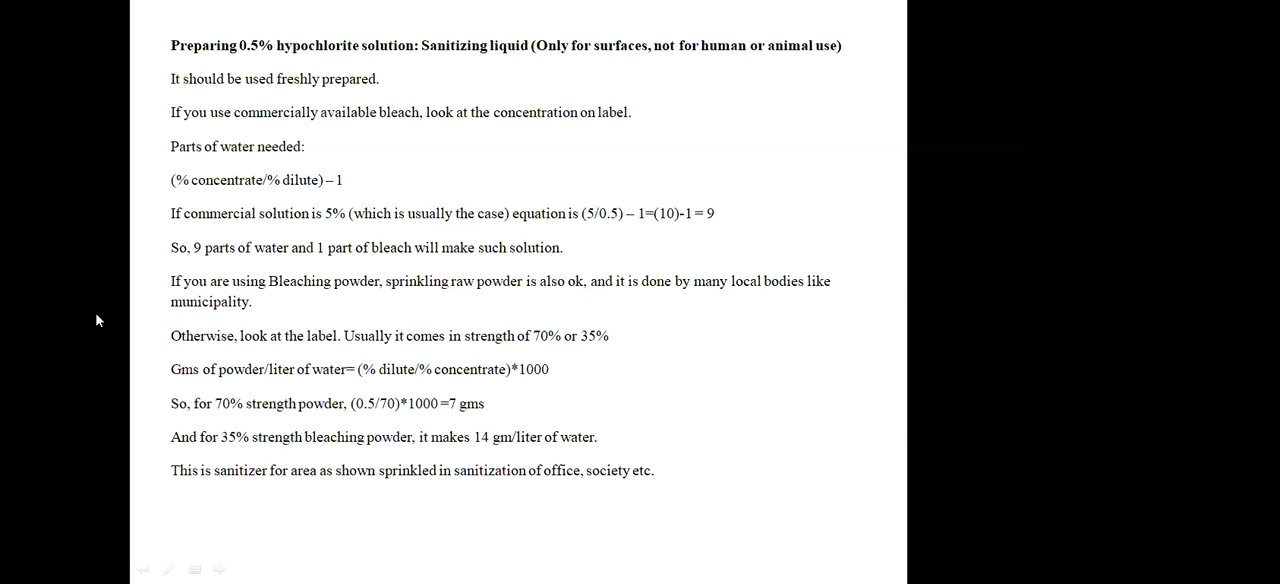 Preparing 0.5% hypochlorite solution: Sanitizing liquid (Only for surfaces, not for human or animal use)
It should be used freshly prepared.
If you use commercially available bleach, look at the concentration on label.
Parts of water needed:
(% concentrate/% dilute) – 1
If commercial solution is 5% (which is usually the case) equation is (5/0.5) – 1=(10)-1 = 9
So, 9 parts of water and 1 part of bleach will make such solution.
If you are using Bleaching powder, sprinkling raw powder is also ok, and it is done by many local bodies like
municipality.
Otherwise, look at the label. Usually it comes in strength of 70% or 35%
Gms of powder/liter of water= (% dilute/% concentrate)*1000
So, for 70% strength powder, (0.5/70)*1000=7 gms
And for 35% strength bleaching powder, it makes 14 gm/liter of water.
This is sanitizer for area as shown sprinkled in sanitization of office, society etc.